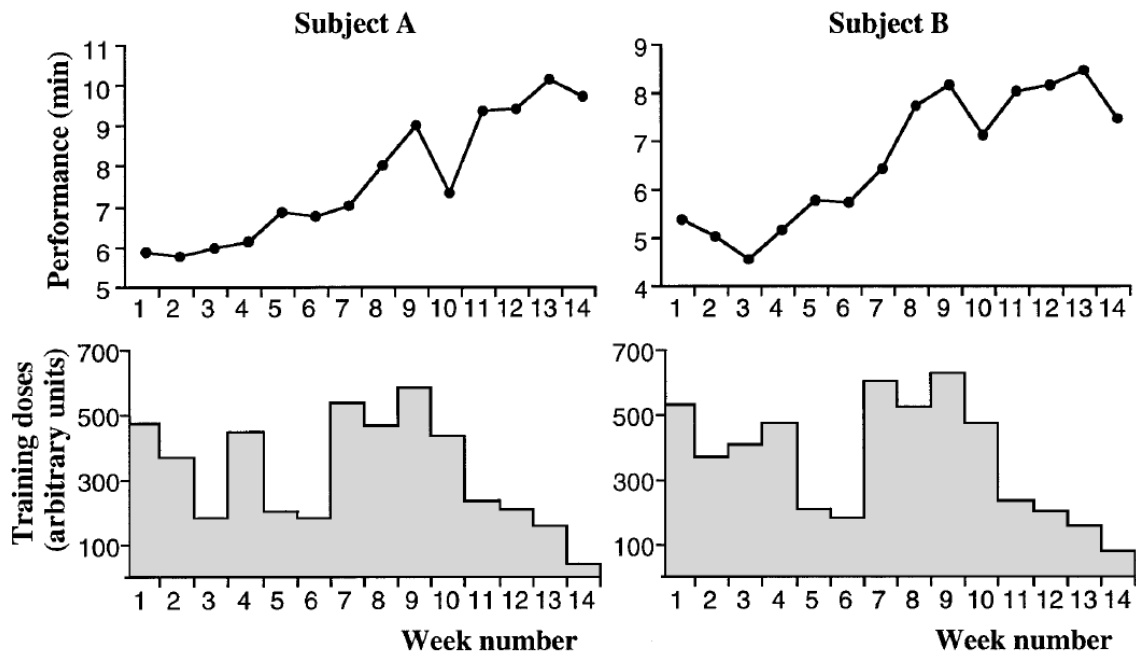 Subject A
Performance (min)
11
10
9
8
7
6
5
1 2 3 4 5 6 7 8 9 10 11 12 13 14
Subject B
9
8
7
6
5
4
1 2 3 4 5 6 7 8 9 10 11 12 13 14
Training doses
(arbitrary units)
700
500
300
100
1 2 3 4 5 6 7 8 9 10 11 12 13 14
Week number
700
500
300
100
1 2 3 4 5 6 7 8 9 10 11 12 13 14
Week number